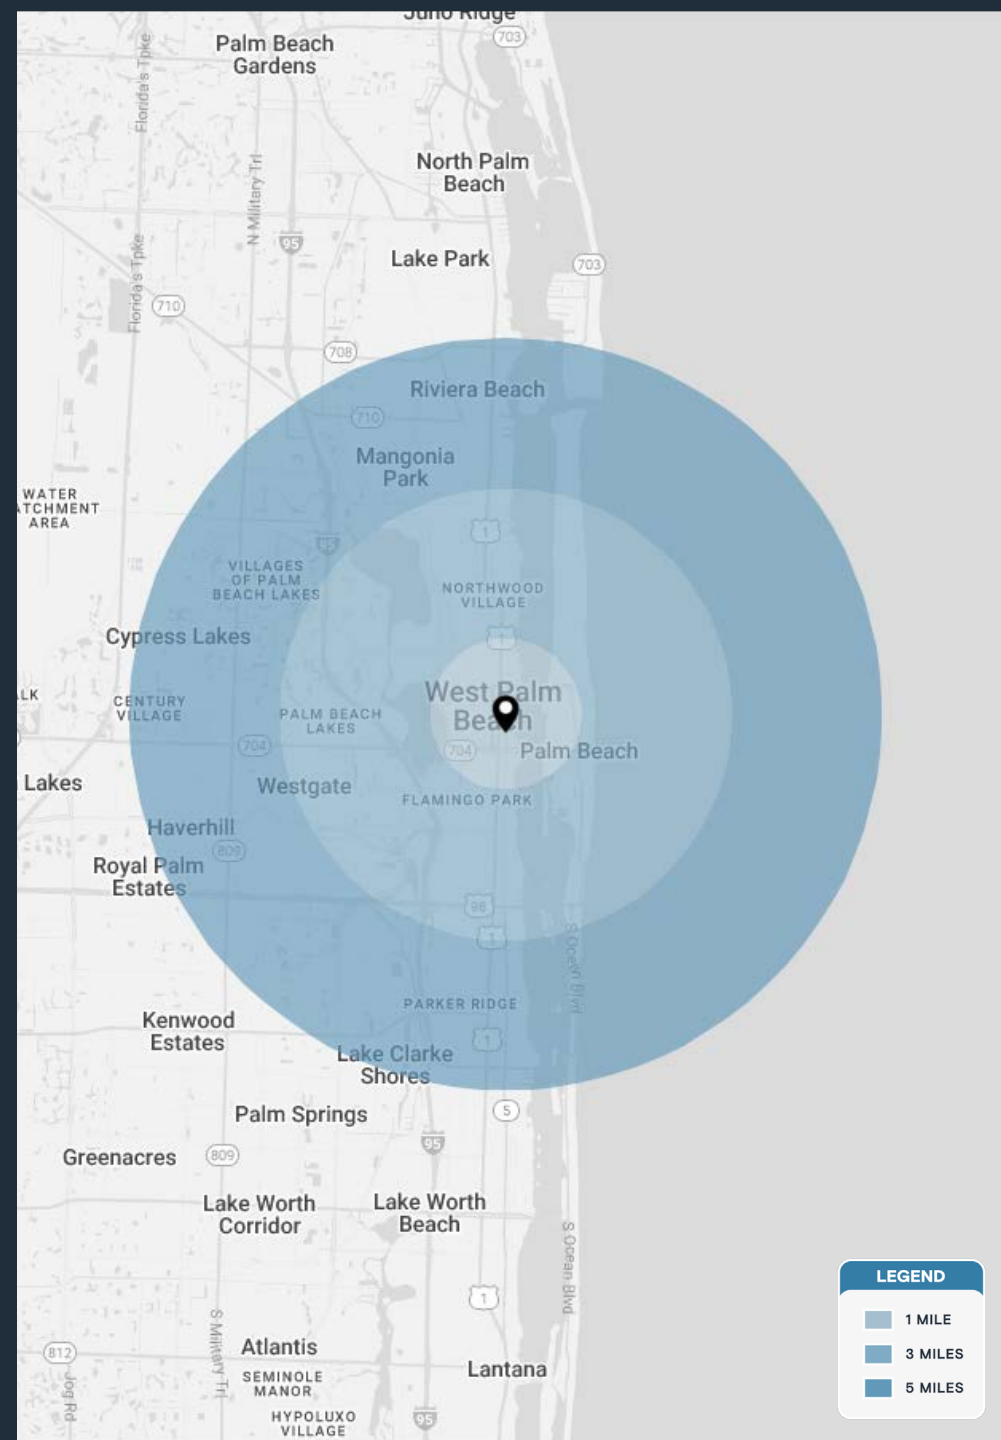 Juno Ridge
703
Palm Beach
Gardens
Florida's Tpke
North Palm
Beach
N Military Trl
95
Lake Park
703
Florida's Tpke
710
708
Riviera Beach
710
Mangonia
Park
WATER
ATCHMENT
AREA
1
95
VILLAGES
OF PALM
BEACH LAKES
NORTHWOOD
VILLAGE
1
Cypress Lakes
LK
CENTURY
VILLAGE
West Palm
Beach
PALM BEACH
LAKES
704
704
Palm Beach
Lakes
Westgate
FLAMINGO PARK
Haverhill
809
Royal Palm
Estates
98
1
S Ocean Blvd
PARKER RIDGE
Kenwood
Estates
1
Lake Clarke
Shores
Palm Springs
5
95
Greenacres
809
Lake Worth
Corridor
Lake Worth
Beach
S Ocean Blvd
1
S Military Trl
812
Atlantis
Lantana
SEMINOLE
MANOR
Jog Rd
HYPOLUXO
VILLAGE
95
LEGEND
1 MILE
3 MILES
5 MILES